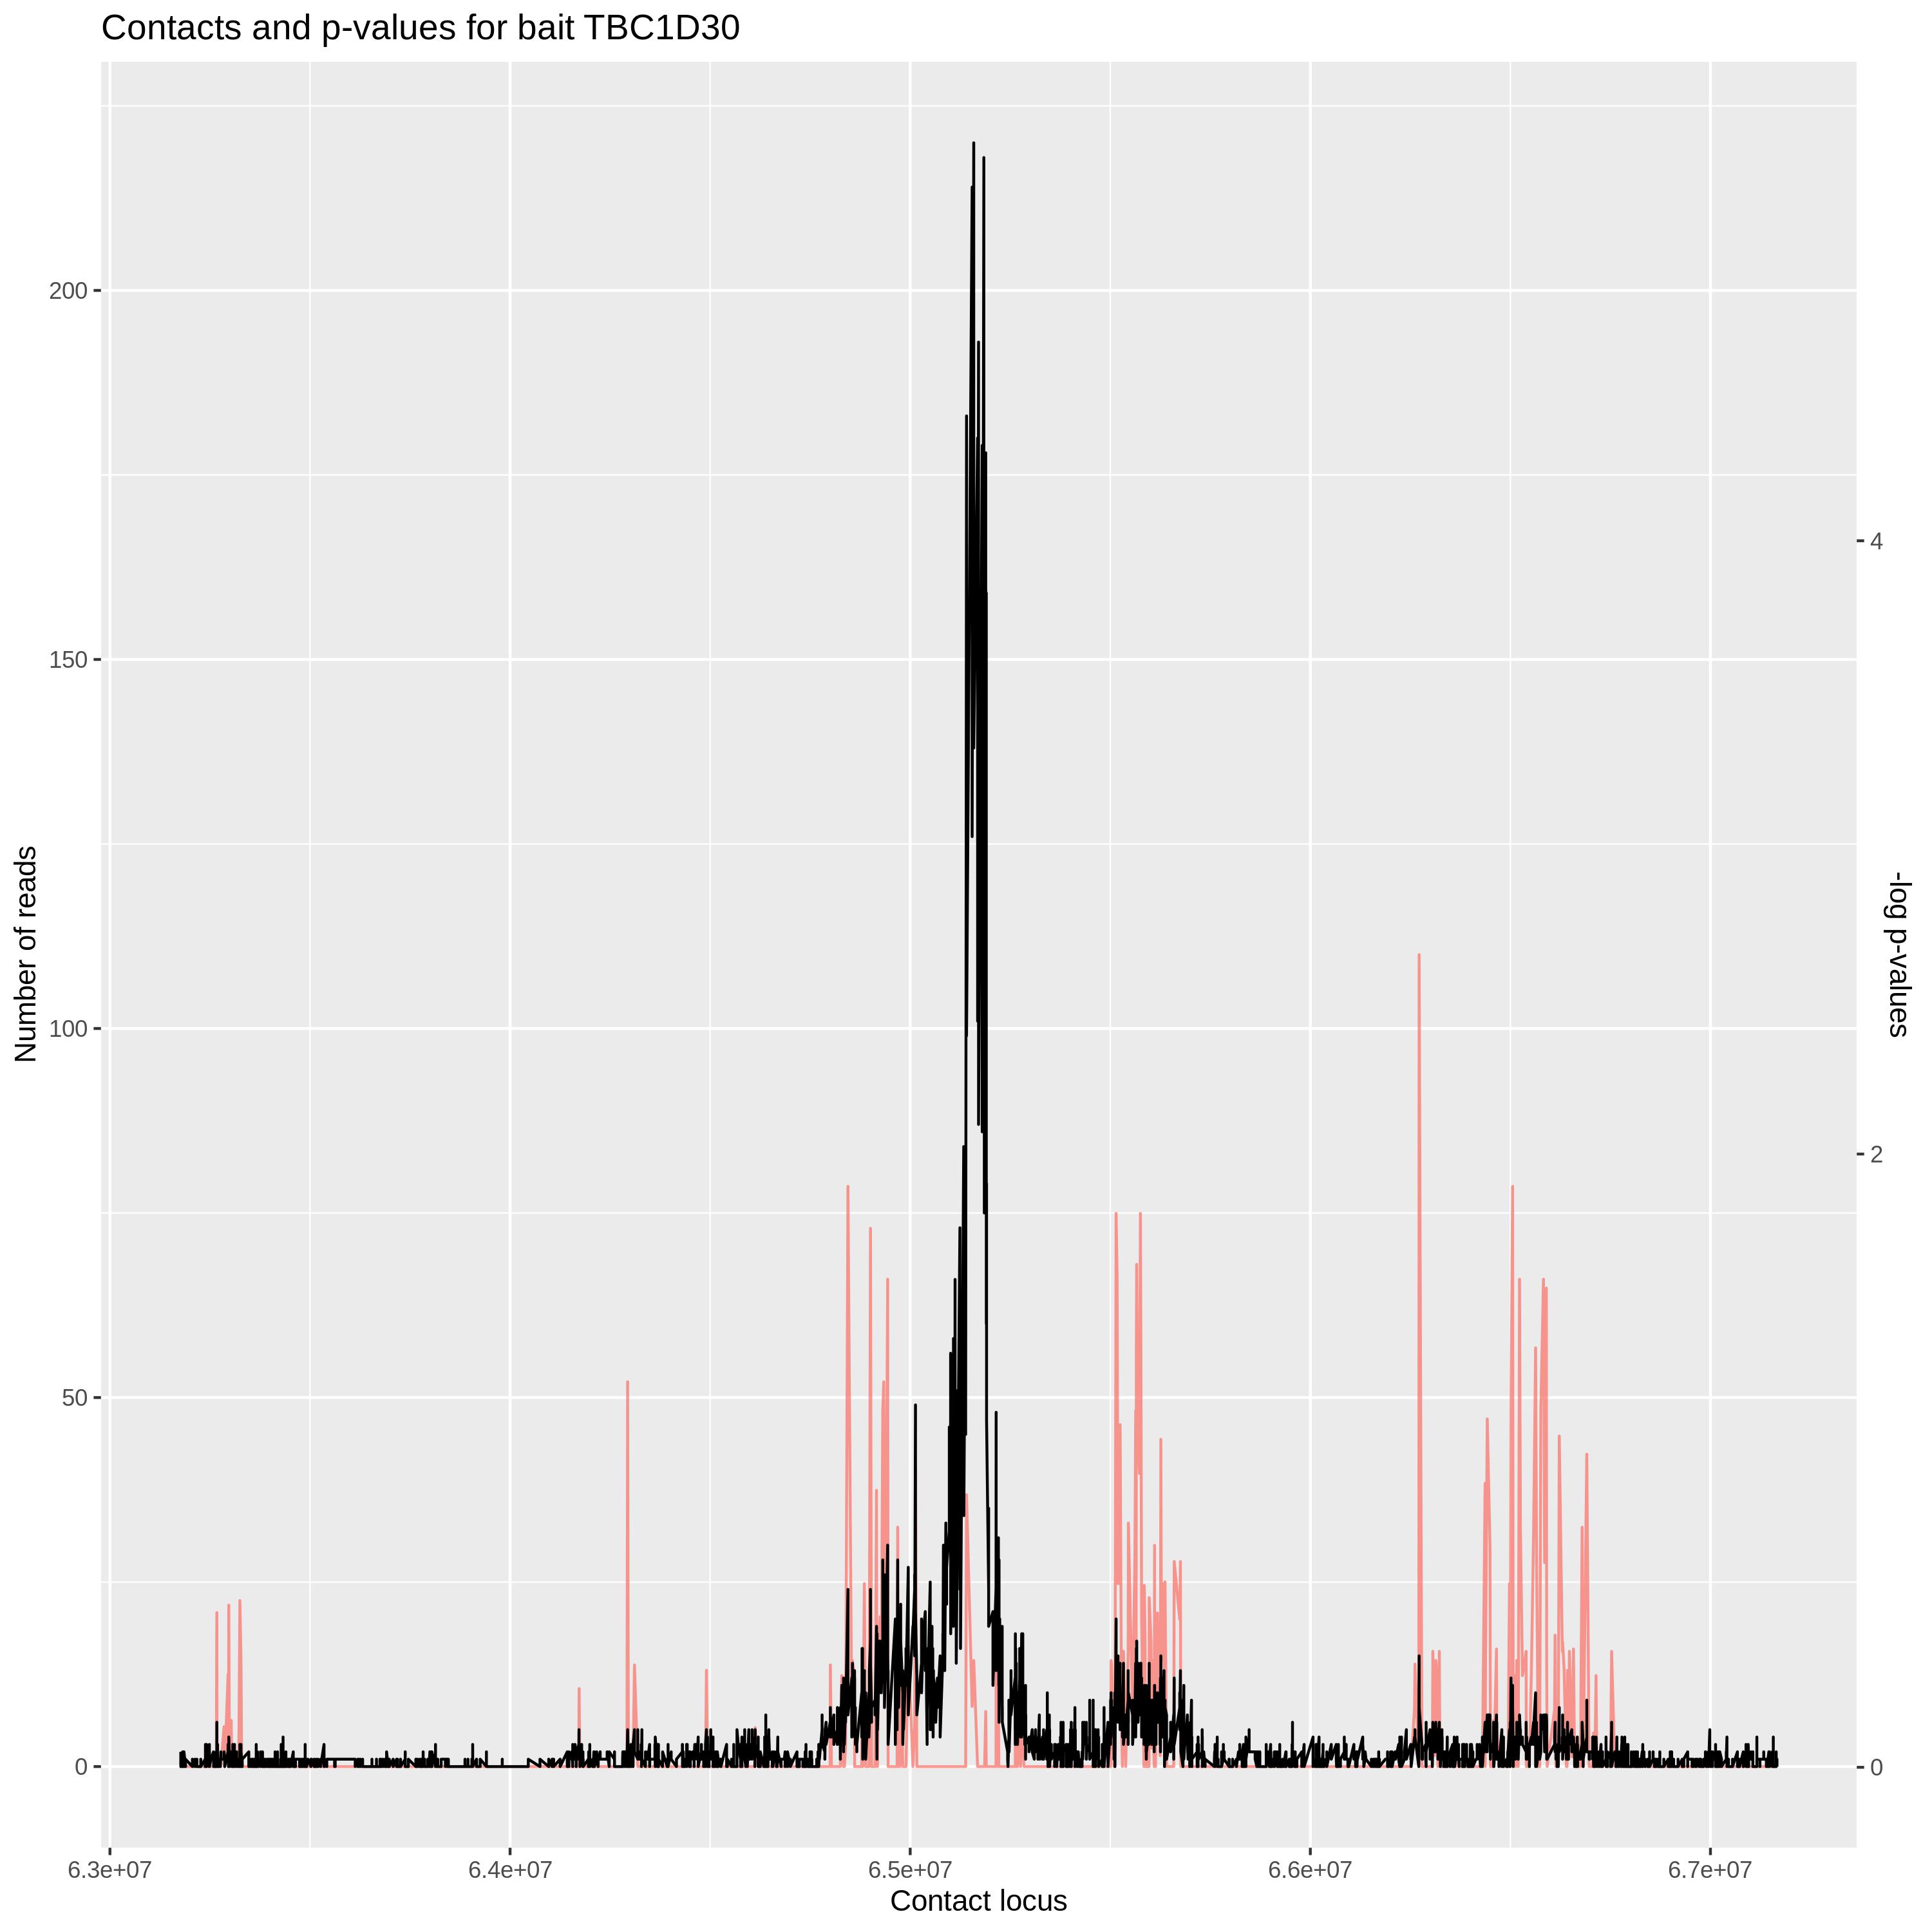 Contacts and p-values for bait TBC1D30
Number of reads
200
150
100
50
0
4
2
0
-log p-values
6.3e+07
6.4e+07
6.5e+07
6.6e+07
6.7e+07
Contact locus